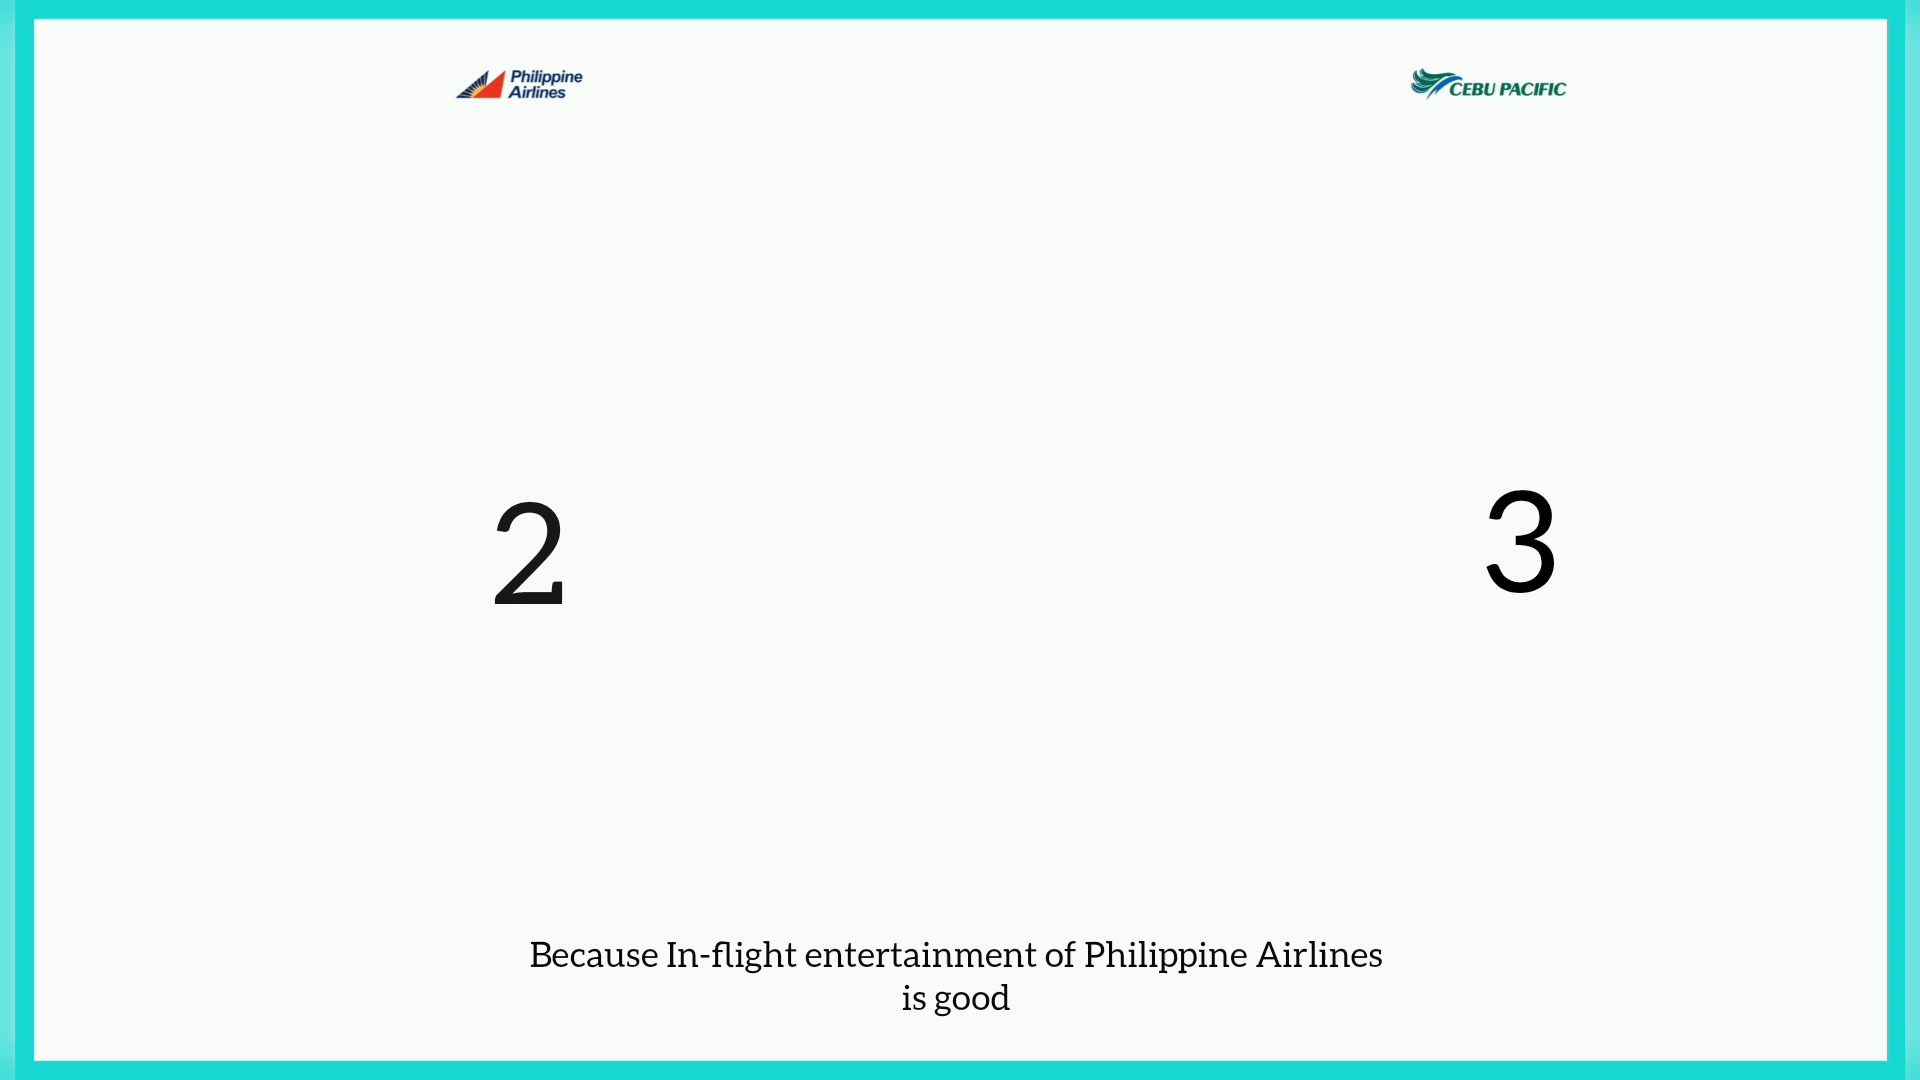 Philippine
Airlines
CEBU PACIFIC
2
3
Because In-flight entertainment of Philippine Airlines
is good